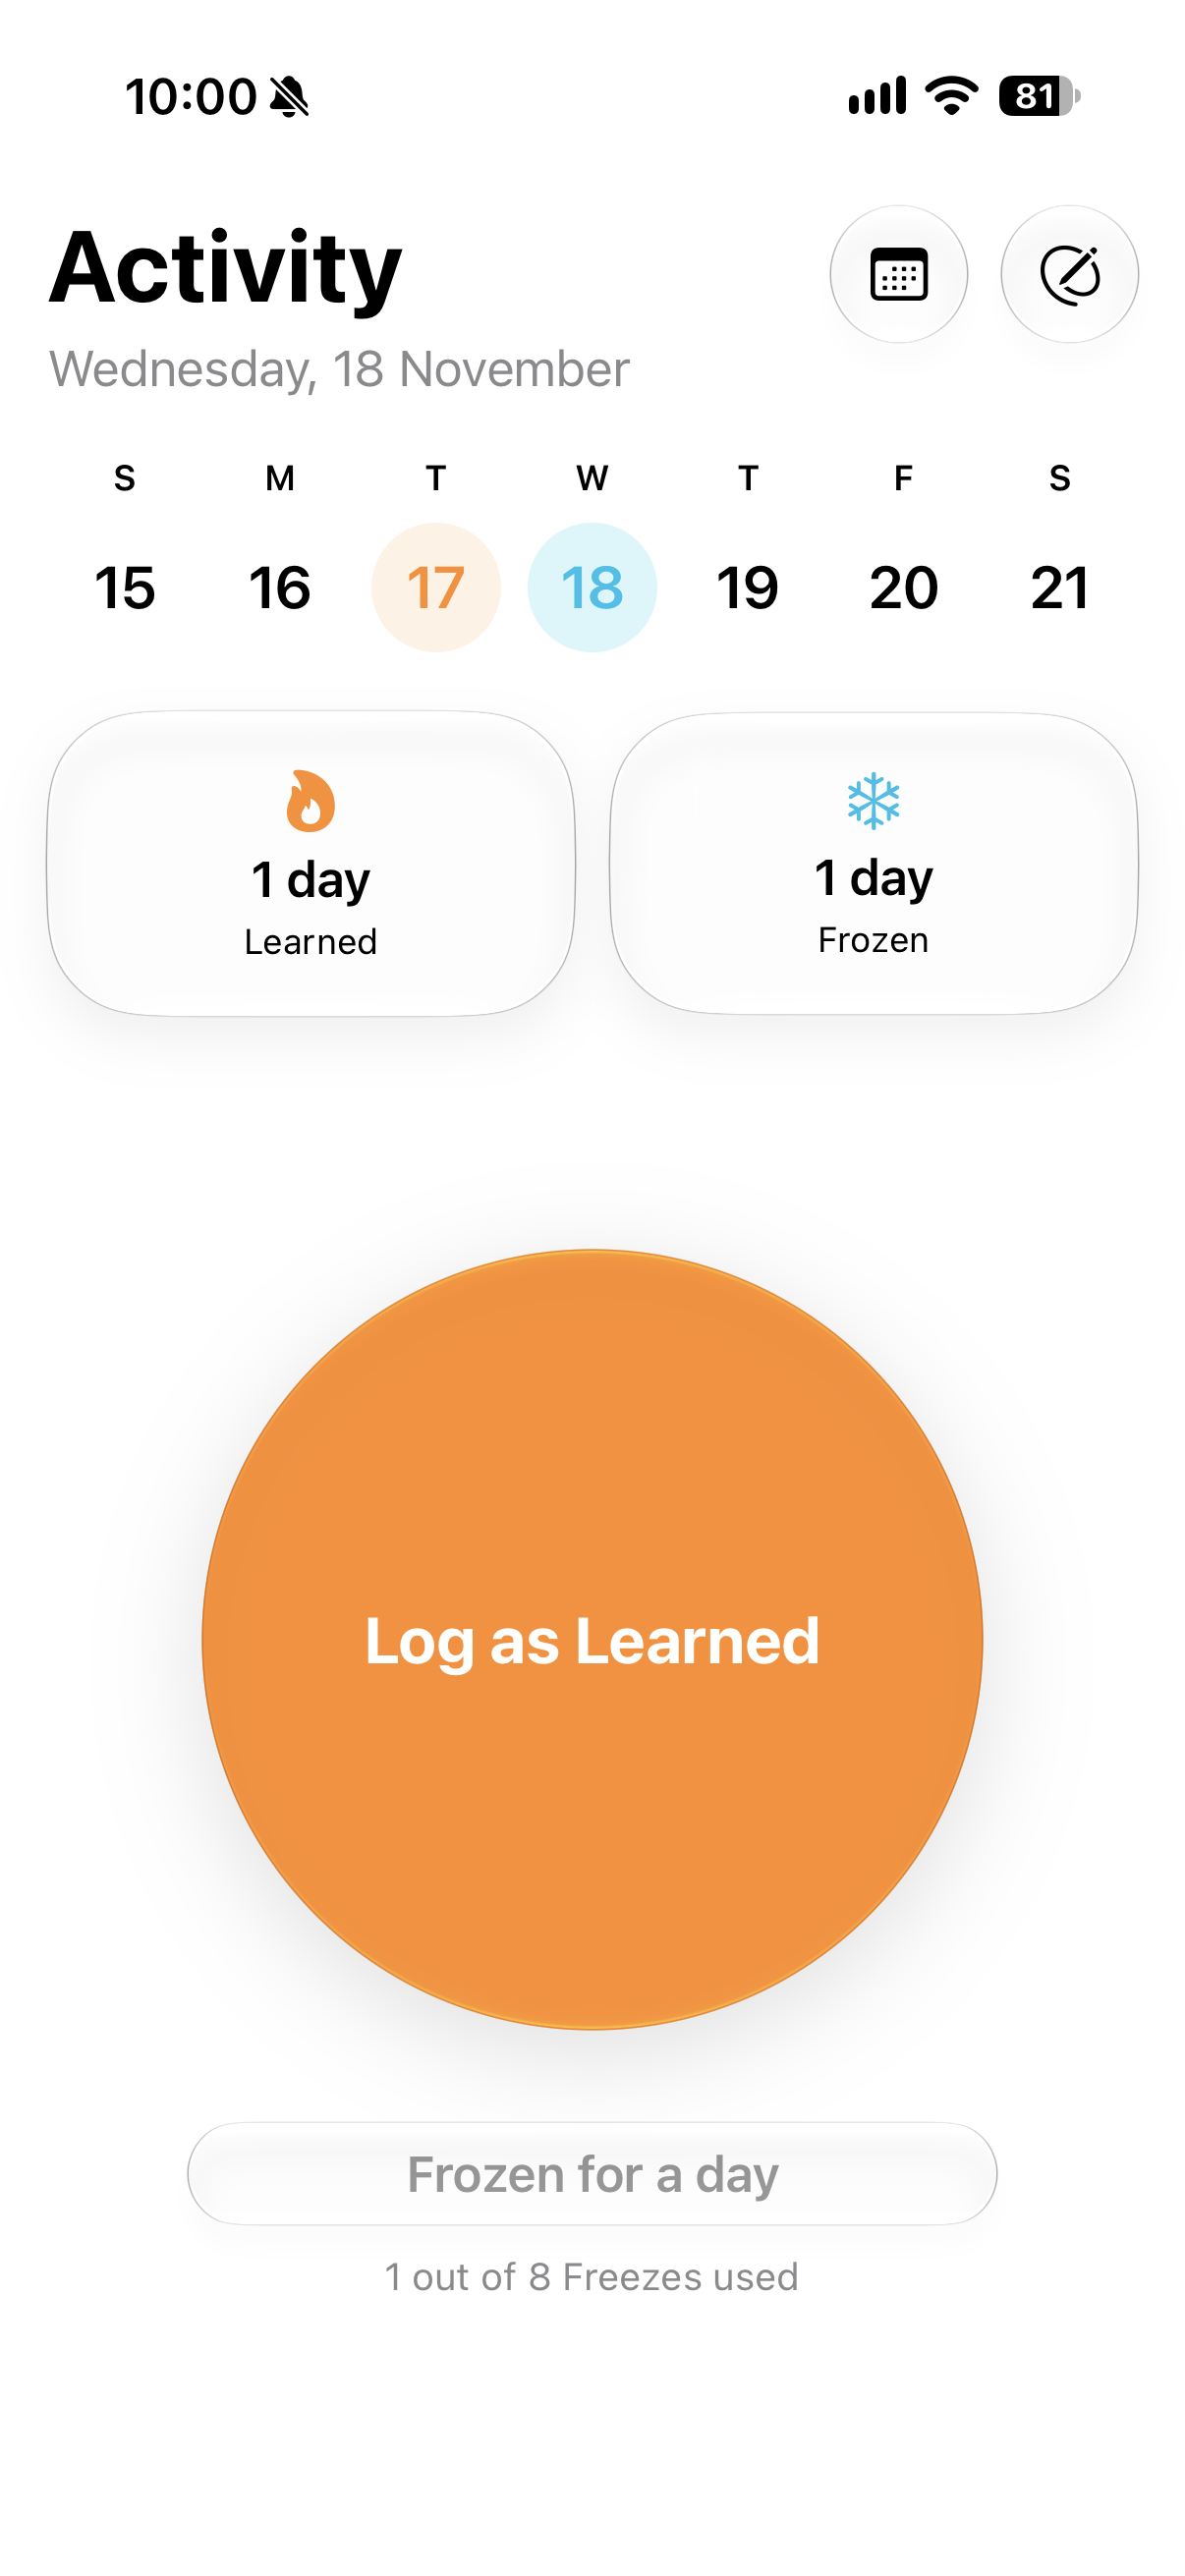 10:00
81
Activity
Wednesday, 18 November
S M T W T F S
15 16 17 18 19 20 21
1 day
Learned
1 day
Frozen
Log as Learned
Frozen for a day
1 out of 8 Freezes used